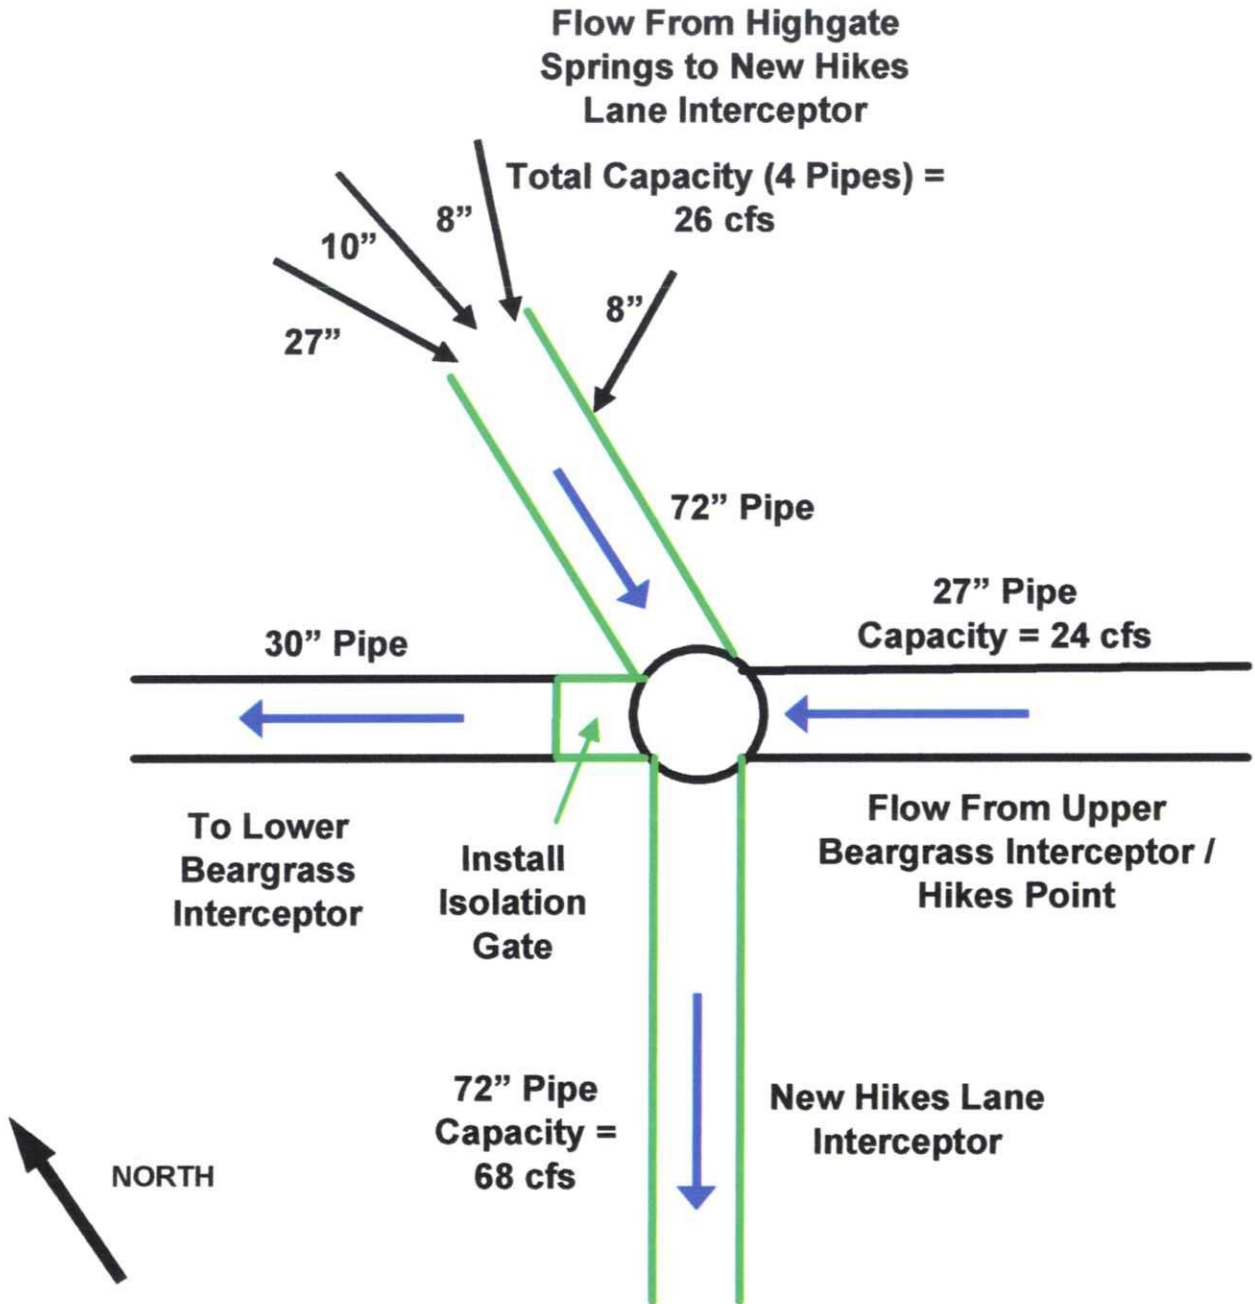 Flow From Highgate
Springs to New Hikes
Lane Interceptor
Total Capacity (4 Pipes) =
26 cfs
8”
10”
8”
27”
72” Pipe
27” Pipe
Capacity = 24 cfs
30” Pipe
To Lower
Beargrass
Interceptor
Install
Isolation
Gate
Flow From Upper
Beargrass Interceptor /
Hikes Point
72” Pipe
Capacity =
68 cfs
New Hikes Lane
Interceptor
NORTH